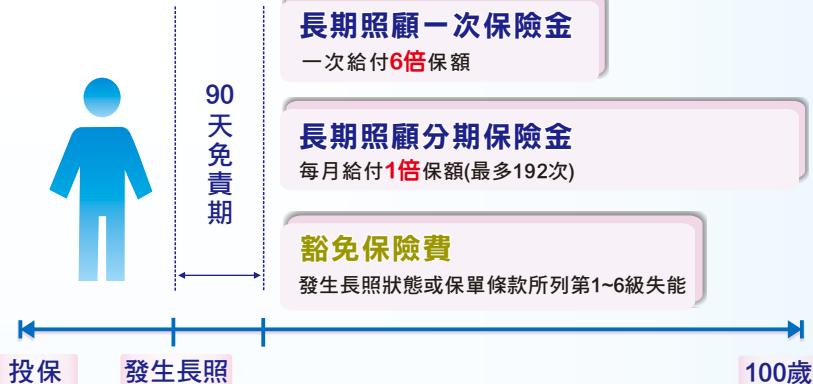 長期照顧一次保險金
一次給付6倍保額
90天免責期
長期照顧分期保險金
每月給付1倍保額(最多192次)
豁免保險費
發生長照狀態或保單條款所列第1~6級失能
投保
發生長照
100歲